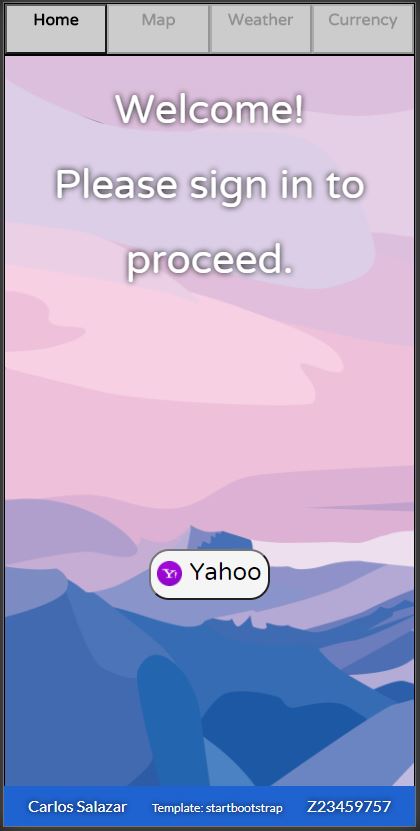 Home Map Weather Currency
Welcome!
Please sign in to
proceed.
Y! Yahoo
Carlos Salazar Template: startbootstrap Z23459757